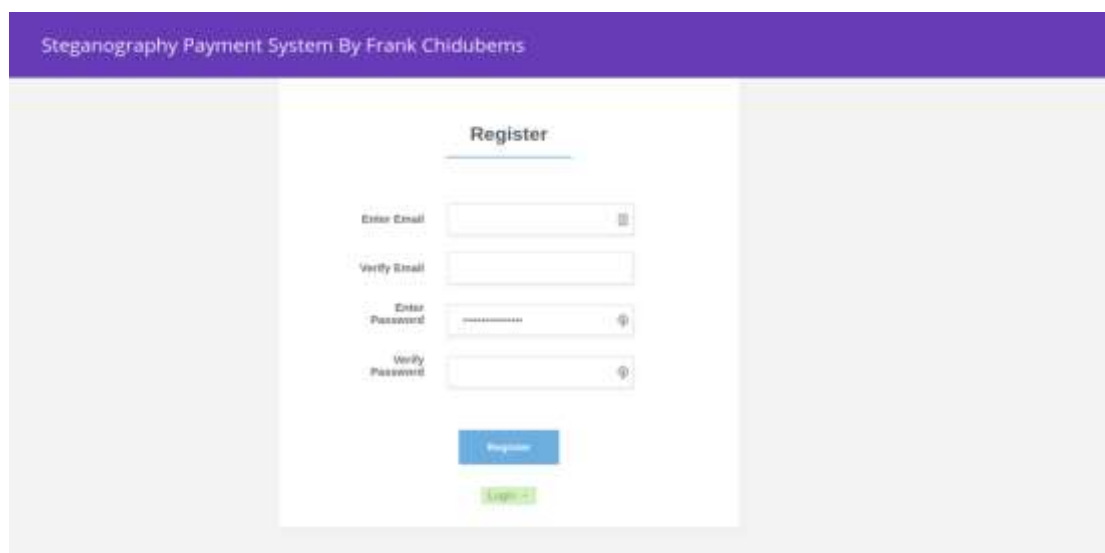 Steganography Payment System By Frank Chidubems
Register
Enter Email
Verify Email
Enter
Password
Verify
Password
Register
Login →